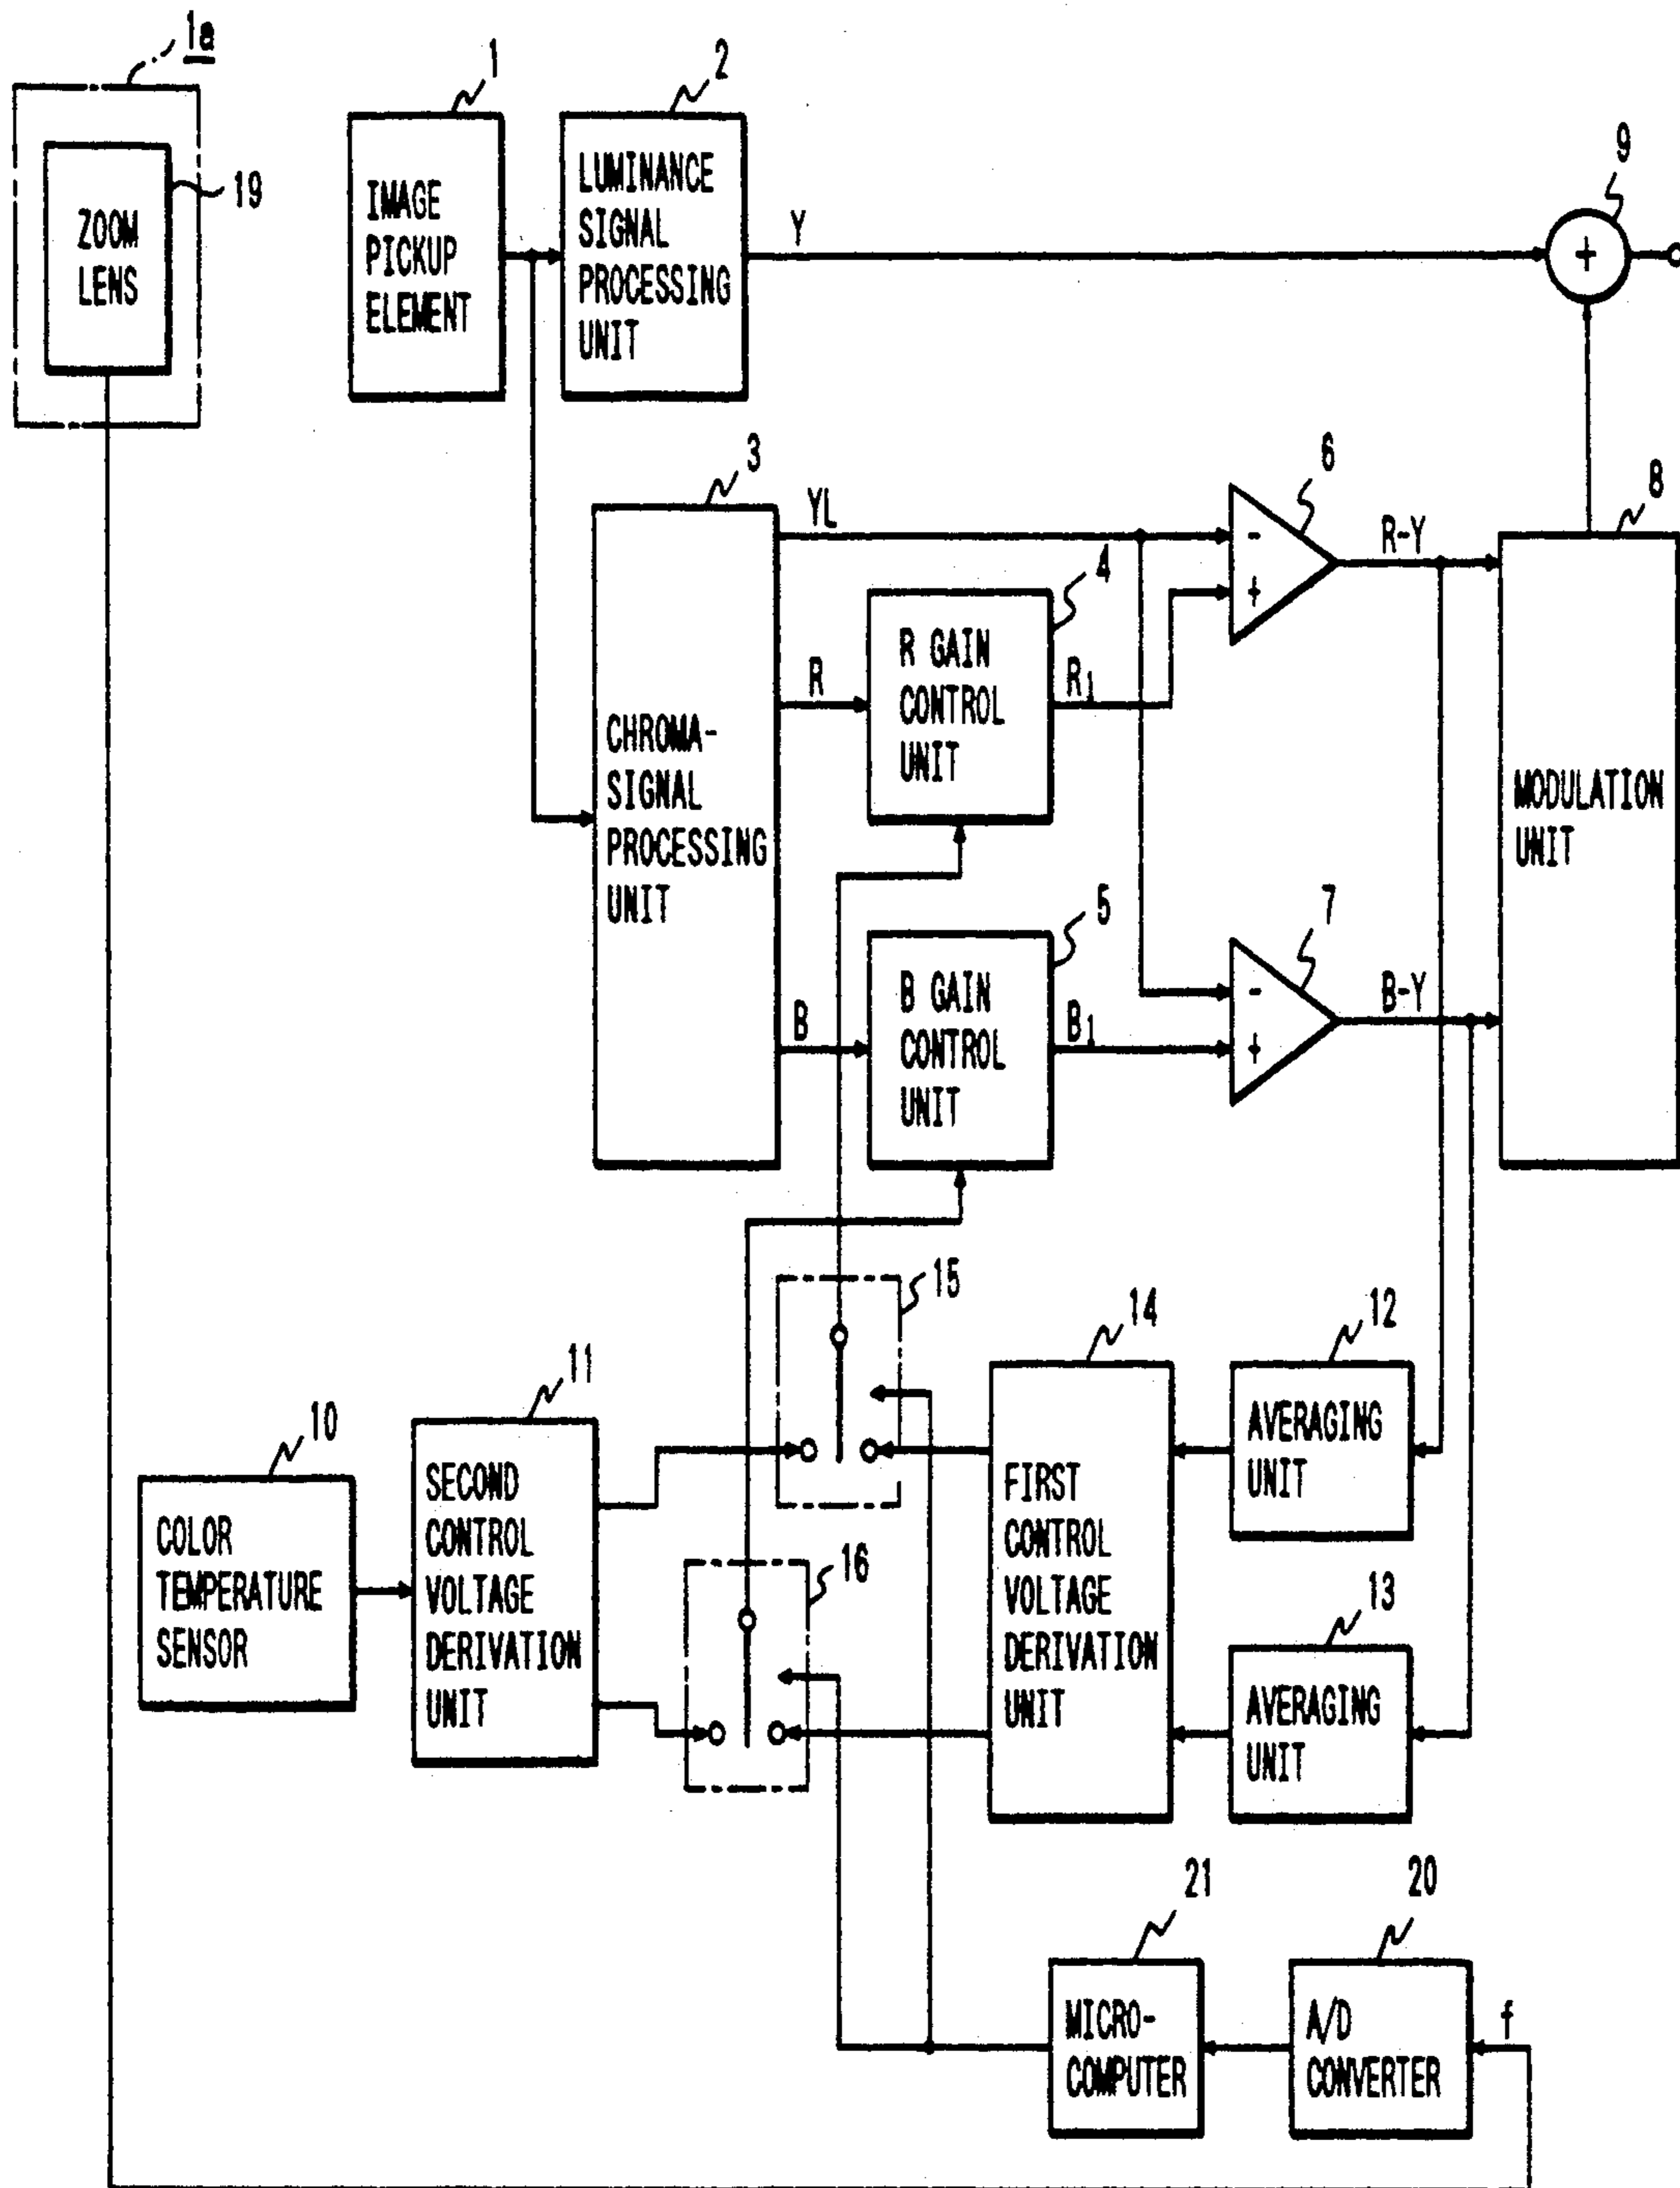 1a
1
2
19
ZOOM
LENS
IMAGE
PICKUP
ELEMENT
LUMINANCE
SIGNAL
PROCESSING
UNIT
Y
9
+
3
YL
6
-
+
R-Y
8
4
R
R GAIN
CONTROL
UNIT
R1
CHROMA-
SIGNAL
PROCESSING
UNIT
MODULATION
UNIT
5
7
B
B GAIN
CONTROL
UNIT
B1
-
+
B-Y
15
14
12
11
10
AVERAGING
UNIT
SECOND
CONTROL
VOLTAGE
DERIVATION
UNIT
FIRST
CONTROL
VOLTAGE
DERIVATION
UNIT
COLOR
TEMPERATURE
SENSOR
16
13
AVERAGING
UNIT
21
20
MICRO-
COMPUTER
A/D
CONVERTER
f